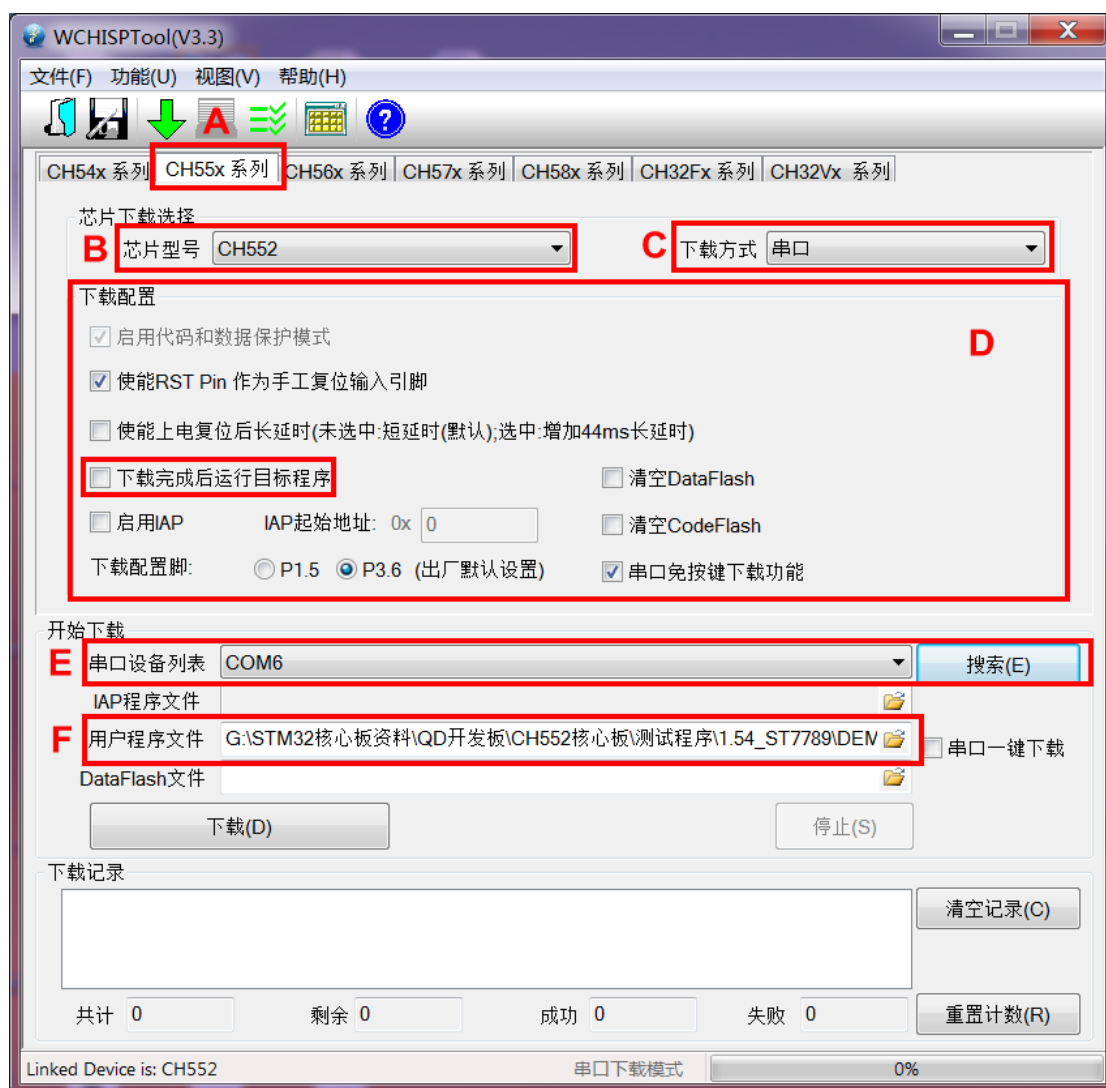 WCHISPTool(V3.3)
文件(F) 功能(U) 视图(V) 帮助(H)
A
CH54x 系列 CH55x 系列 CH56x 系列 CH57x 系列 CH58x 系列 CH32Fx 系列 CH32Vx 系列
芯片下载选择
B 芯片型号 CH552 C 下载方式 串口
下载配置
启用代码和数据保护模式
D
使能RST Pin 作为手工复位输入引脚
使能上电复位后长延时(未选中:短延时(默认);选中:增加44ms长延时)
下载完成后运行目标程序 清空DataFlash
启用IAP IAP起始地址: 0x 0 清空CodeFlash
下载配置脚: P1.5 P3.6 (出厂默认设置) 串口免按键下载功能
开始下载
E 串口设备列表 COM6 搜索(E)
IAP程序文件
F 用户程序文件 G:\STM32核心板资料\QD开发板\CH552核心板\测试程序\1.54_ST7789\DEM 串口一键下载
DataFlash文件
下载(D) 停止(S)
下载记录
清空记录(C)
共计 0 剩余 0 成功 0 失败 0 重置计数(R)
Linked Device is: CH552 串口下载模式 0%